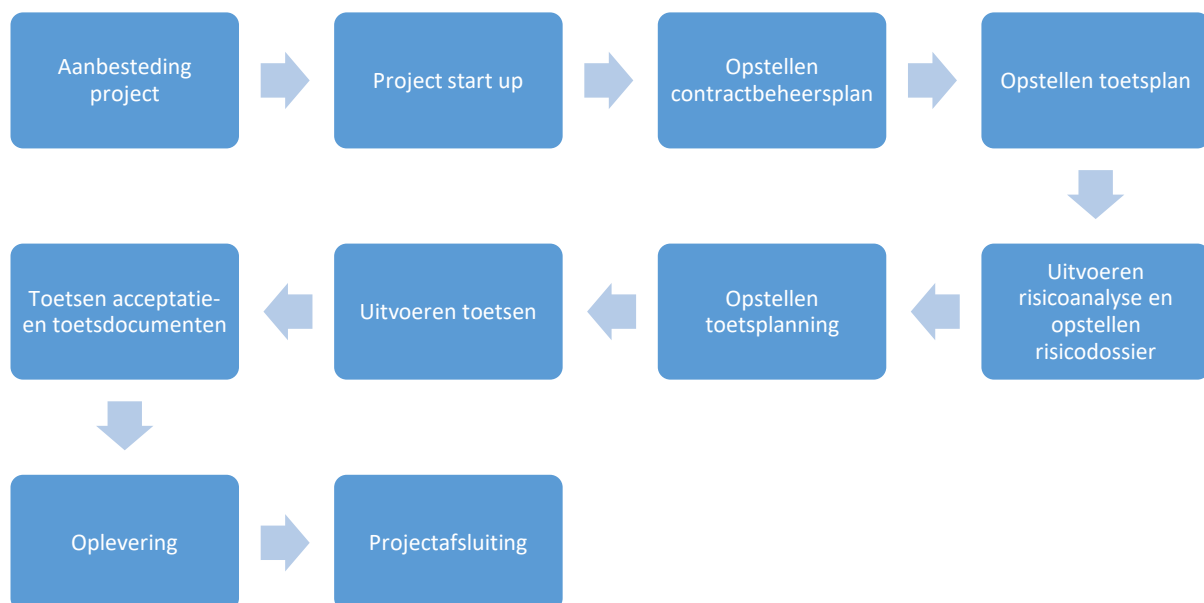 Aanbesteding
project
Project start up
Opstellen
contractbeheersplan
Opstellen toetsplan
Uitvoeren
risicoanalyse en
opstellen
risicodossier
Opstellen
toetsplanning
Uitvoeren toetsen
Toetsen acceptatie-
en toetsdocumenten
Oplevering
Projectafsluiting